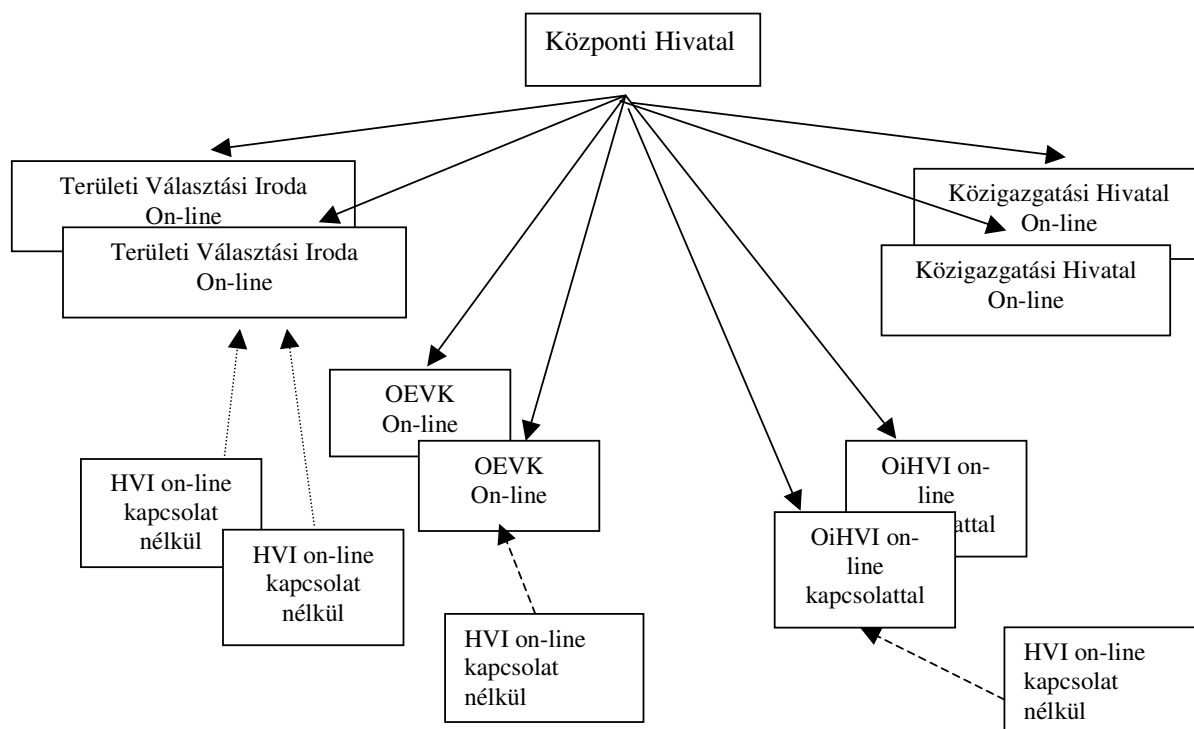 Központi Hivatal
Területi Választási Iroda
On-line
Területi Választási Iroda
On-line
Közigazgatási Hivatal
On-line
Közigazgatási Hivatal
On-line
OEVK
On-line
OEVK
On-line
OiHVI on-
line
attal
OiHVI on-
line
kapcsolattal
HVI on-line
kapcsolat
nélkül
HVI on-line
kapcsolat
nélkül
HVI on-line
kapcsolat
nélkül
HVI on-line
kapcsolat
nélkül